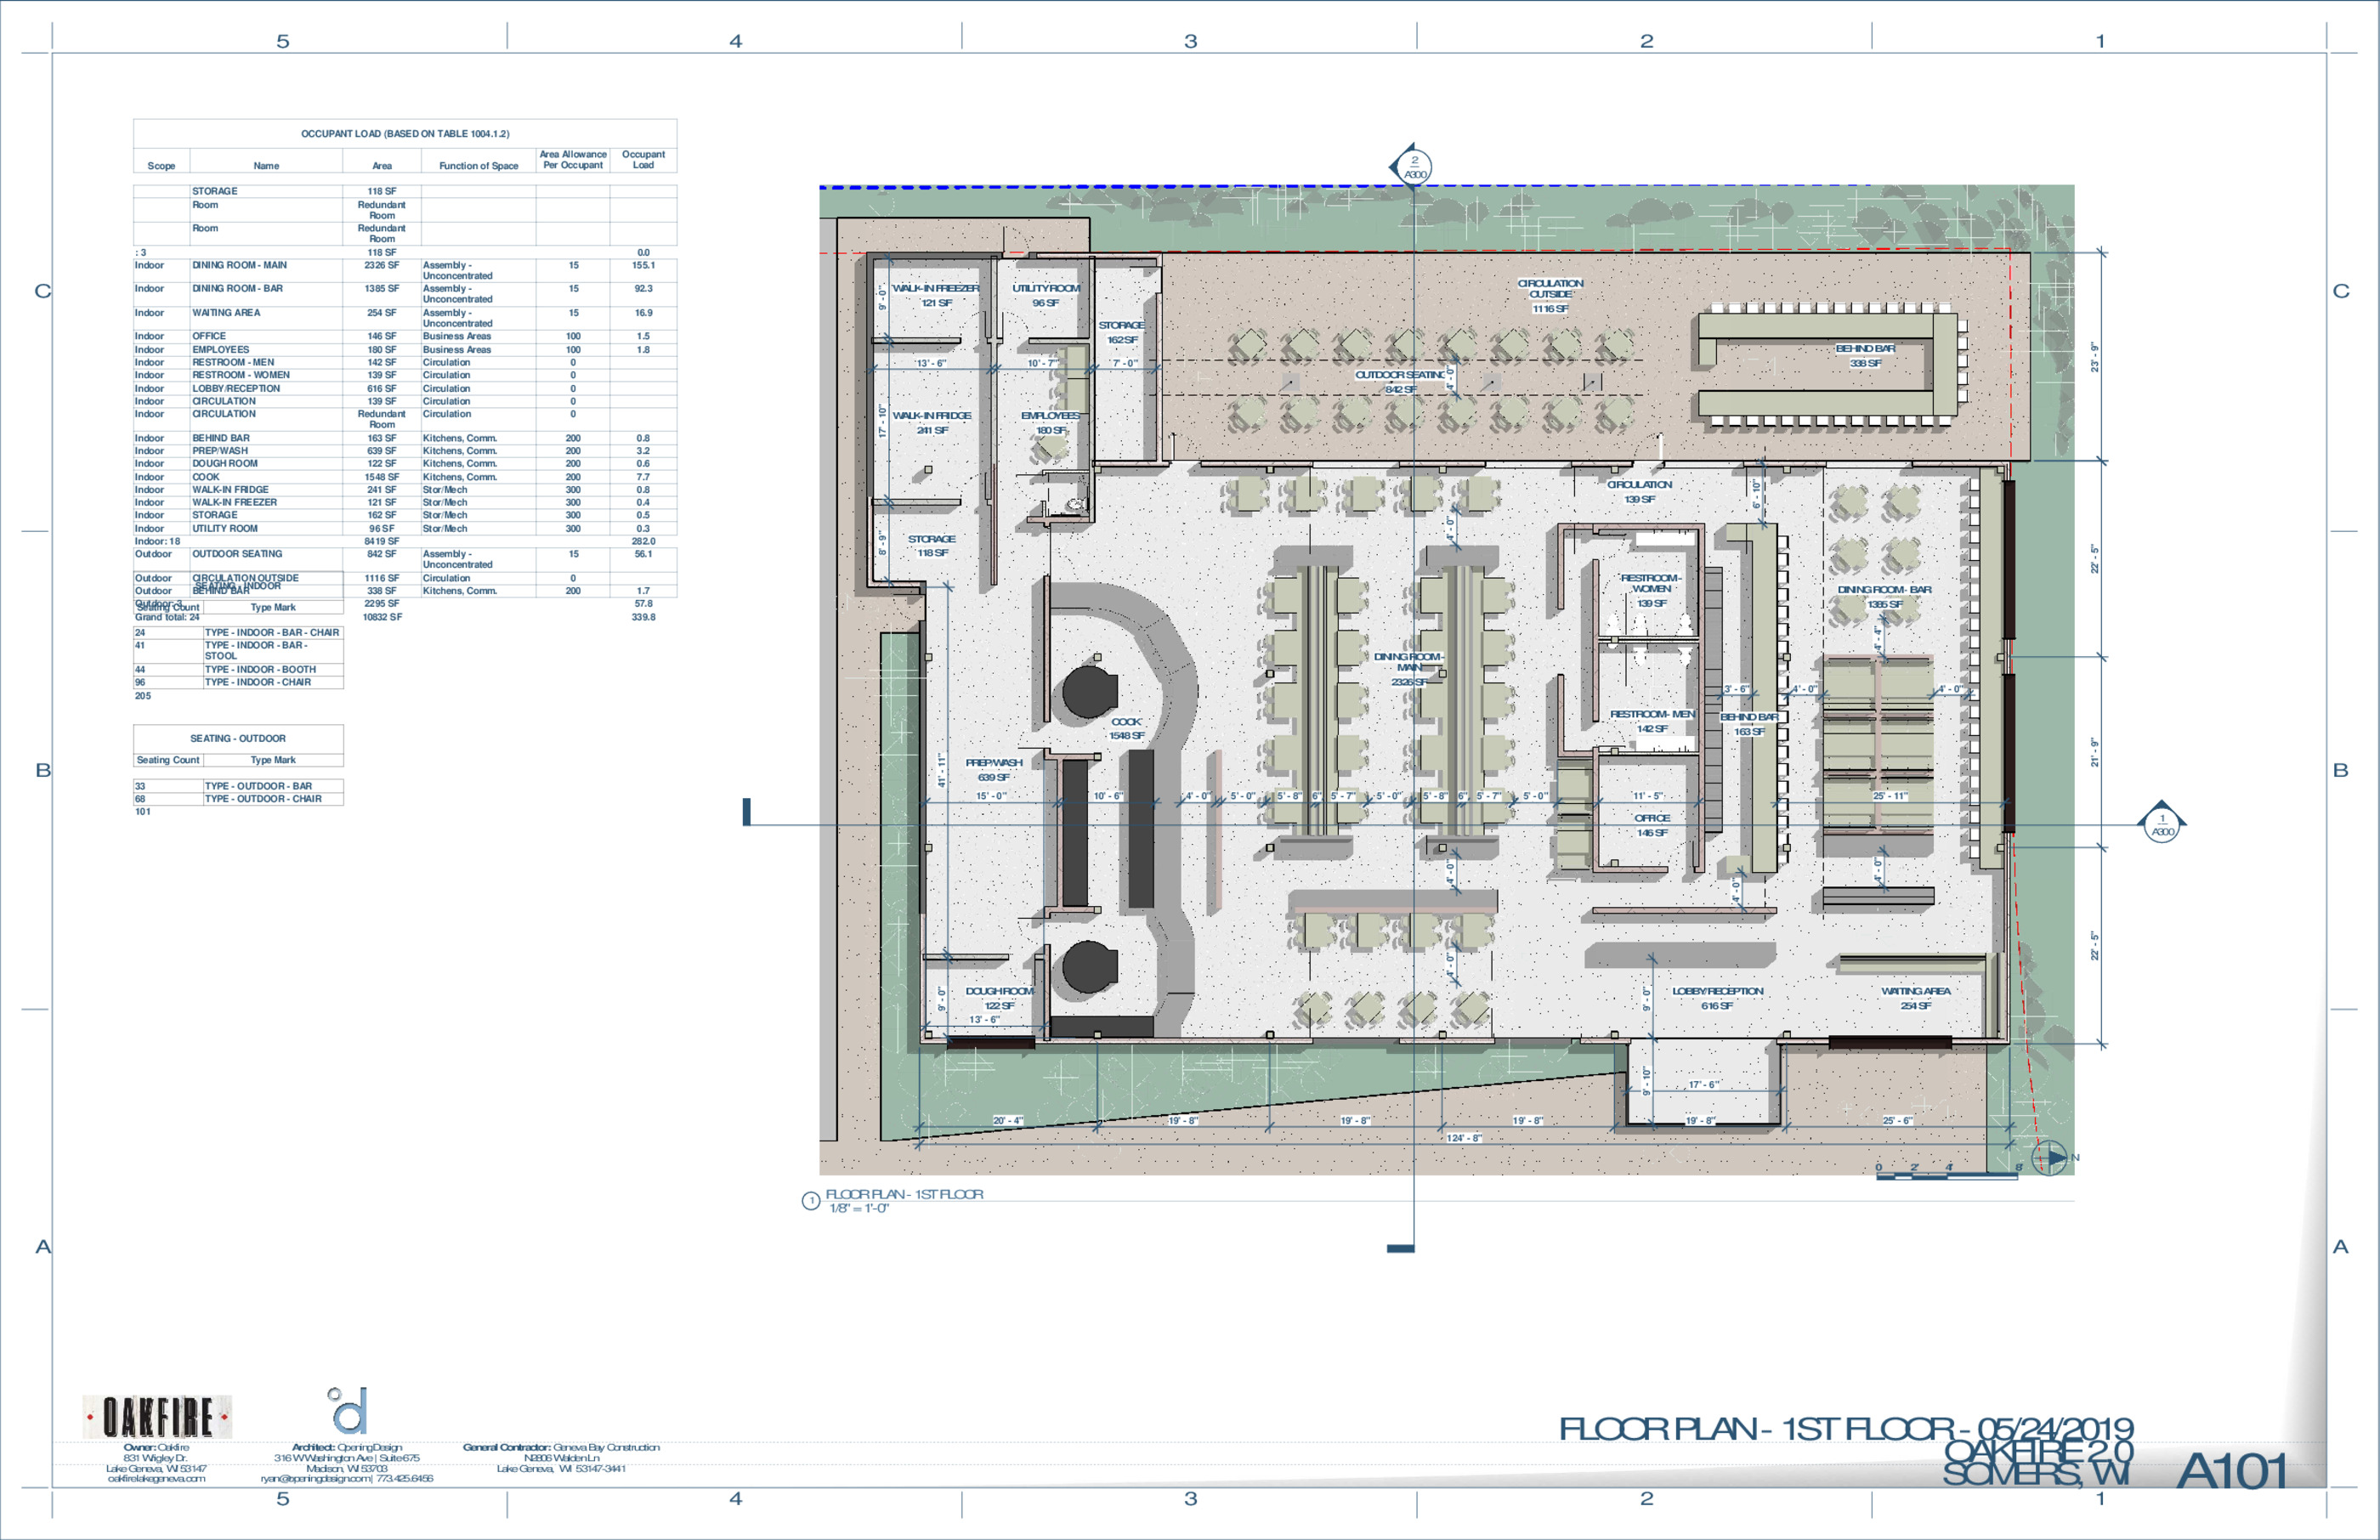 5 4 3 2 1
OCCUPANT LOAD (BASED ON TABLE 1004.1.2)
Scope Name Area Function of Space Area Allowance Per Occupant Occupant Load
STORAGE 118 SF
Room Redundant Room
Room Redundant Room
: 3 118 SF 0.0
Indoor DINING ROOM - MAIN 2326 SF Assembly - Unconcentrated 15 155.1
Indoor DINING ROOM - BAR 1385 SF Assembly - Unconcentrated 15 92.3
Indoor WAITING AREA 254 SF Assembly - Unconcentrated 15 16.9
Indoor OFFICE 146 SF Business Areas 100 1.5
Indoor EMPLOYEES 180 SF Business Areas 100 1.8
Indoor RESTROOM - MEN 142 SF Circulation 0
Indoor RESTROOM - WOMEN 139 SF Circulation 0
Indoor LOBBY/RECEPTION 616 SF Circulation 0
Indoor CIRCULATION 139 SF Circulation 0
Indoor CIRCULATION Redundant Room Circulation 0
Indoor BEHIND BAR 163 SF Kitchens, Comm. 200 0.8
Indoor PREP/WASH 639 SF Kitchens, Comm. 200 3.2
Indoor DOUGH ROOM 122 SF Kitchens, Comm. 200 0.6
Indoor COOK 1548 SF Kitchens, Comm. 200 7.7
Indoor WALK-IN FRIDGE 241 SF Stor/Mech 300 0.8
Indoor WALK-IN FREEZER 121 SF Stor/Mech 300 0.4
Indoor STORAGE 162 SF Stor/Mech 300 0.5
Indoor UTILITY ROOM 96 SF Stor/Mech 300 0.3
Indoor: 18 8419 SF 282.0
Outdoor OUTDOOR SEATING 842 SF Assembly - Unconcentrated 15 56.1
Outdoor CIRCULATION OUTSIDE 1116 SF Circulation 0
SEATING - INDOOR
Outdoor BEHIND BAR 338 SF Kitchens, Comm. 200 1.7
Outdoor: 3 2295 SF 57.8
Seating Count Type Mark
Grand total: 24 10832 SF 339.8
24 TYPE - INDOOR - BAR - CHAIR
41 TYPE - INDOOR - BAR - STOOL
44 TYPE - INDOOR - BOOTH
96 TYPE - INDOOR - CHAIR
205
SEATING - OUTDOOR
Seating Count Type Mark
33 TYPE - OUTDOOR - BAR
68 TYPE - OUTDOOR - CHAIR
101
2
A300
C C
WALK-IN FREEZER
121 SF
UTILITY ROOM
96 SF
STORAGE
162 SF
CIRCULATION
OUTSIDE
1116 SF
BEHIND BAR
338 SF
OUTDOOR SEATING
842 SF
9' - 0"
13' - 6" 10' - 7" 7' - 0" 4' - 0"
23' - 9"
WALK-IN FRIDGE
241 SF
EMPLOYEES
180 SF
17' - 10"
CIRCULATION
139 SF
6' - 10"
STORAGE
118 SF
8' - 9"
4' - 0"
22' - 5"
RESTROOM -
WOMEN
139 SF
DINING ROOM - BAR
1385 SF
4' - 4"
DINING ROOM -
MAIN
2326 SF
COOK
1548 SF
RESTROOM - MEN
142 SF
BEHIND BAR
163 SF
3' - 6" 4' - 0" 4' - 0"
B B
PREP/WASH
639 SF
41' - 11"
21' - 9"
15' - 0" 10' - 6" 4' - 0" 5' - 0" 5' - 8" 6" 5' - 7" 5' - 0" 5' - 8" 6" 5' - 7" 5' - 0" 11' - 5" 25' - 11"
OFFICE
146 SF
1
A300
4' - 0" 4' - 0" 4' - 0"
4' - 0"
22' - 5"
DOUGH ROOM
122 SF
9' - 0"
13' - 6"
LOBBY/RECEPTION
616 SF
9' - 0"
WAITING AREA
254 SF
9' - 10"
17' - 6"
20' - 4" 19' - 8" 19' - 8" 19' - 8" 19' - 8" 25' - 6"
124' - 8"
0 2' 4' 8'
N
1 FLOOR PLAN - 1ST FLOOR
1/8" = 1'-0"
A A
OAKFIRE
d
Owner: Oakfire
831 Wrigley Dr.
Lake Geneva, WI 53147
oakfirelakegeneva.com
Architect: OpeningDesign
316 W Washington Ave | Suite 675
Madison, WI 53703
ryan@openingdesign.com | 773.425.6456
General Contractor: Geneva Bay Construction
N2806 Walden Ln
Lake Geneva, WI 53147-3441
FLOOR PLAN - 1ST FLOOR - 05/24/2019
OAKFIRE 2.0
SOMERS, WI
A101
5 4 3 2 1